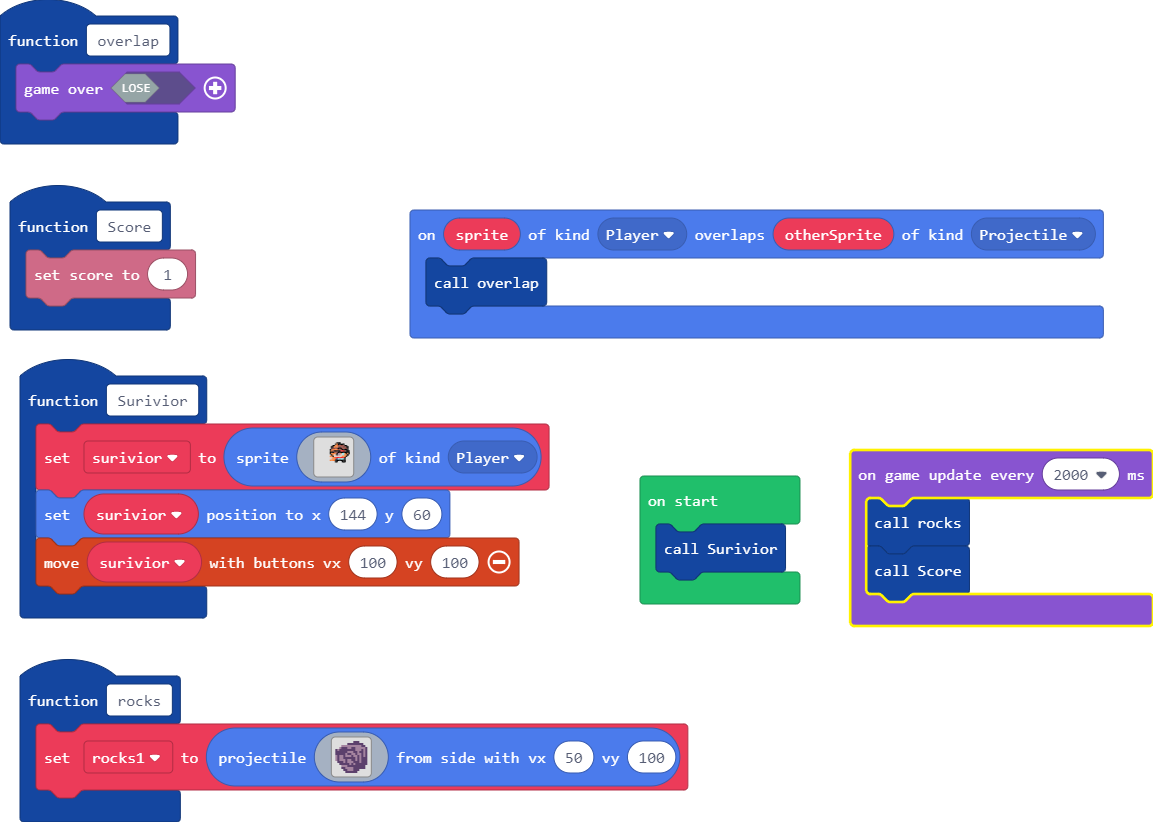 function overlap
game over LOSE
function Score
set score to 1
on sprite of kind Player overlaps otherSprite of kind Projectile
call overlap
function Surivior
set surivior to sprite of kind Player
set surivior position to x 144 y 60
move surivior with buttons vx 100 vy 100
on start
call Surivior
on game update every 2000 ms
call rocks
call Score
function rocks
set rocks1 to projectile from side with vx 50 vy 100